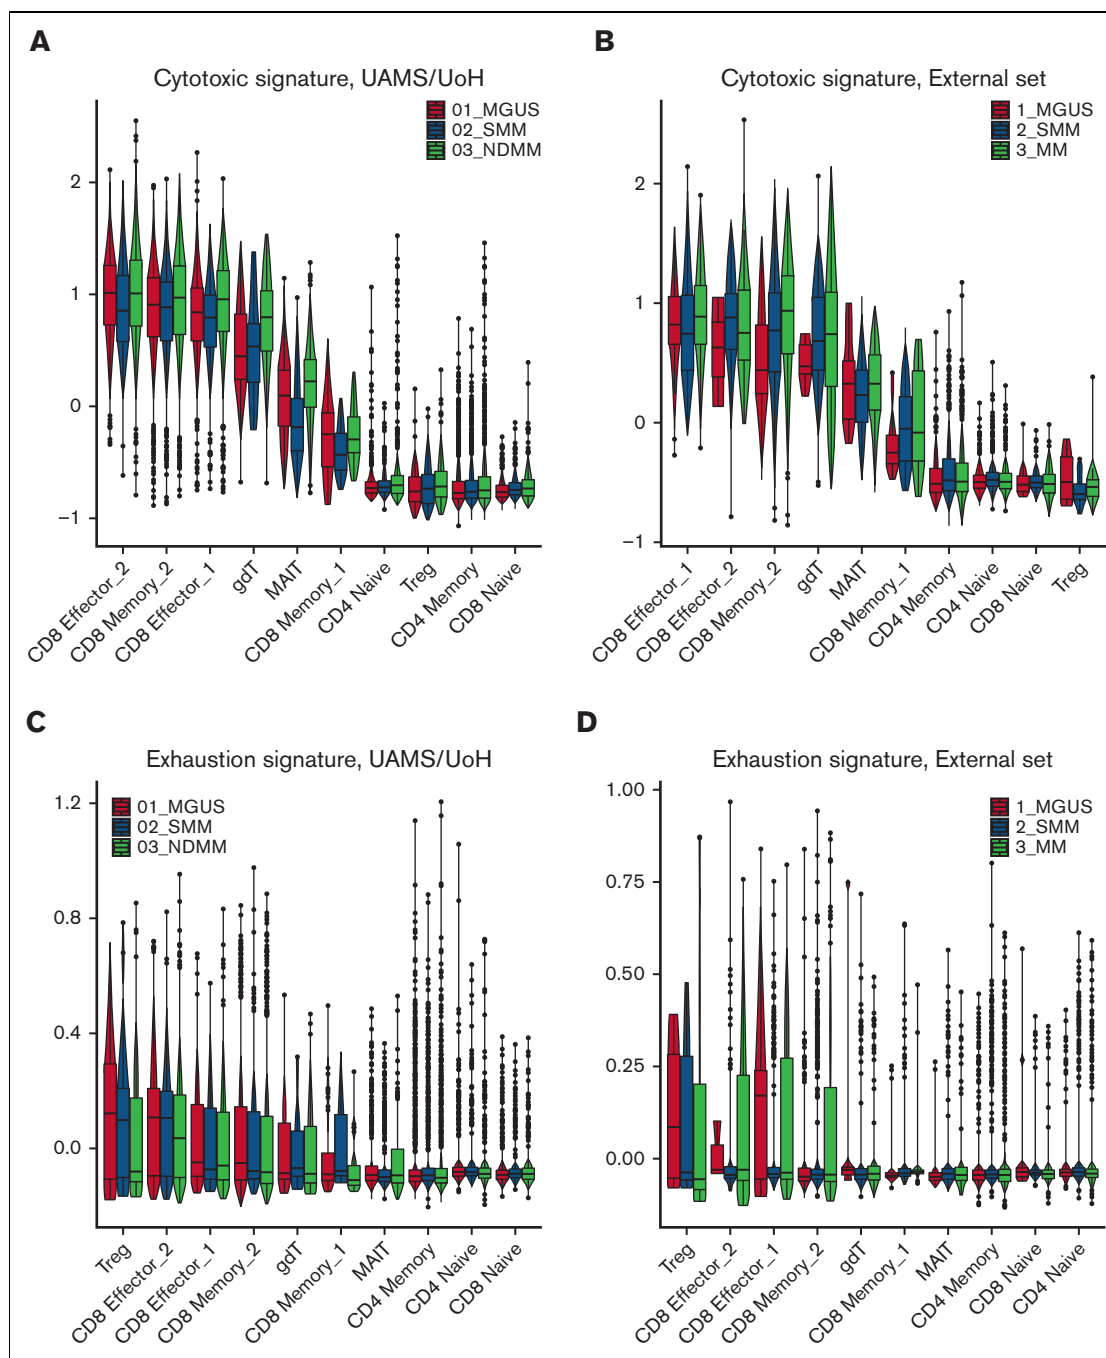 A
Cytotoxic signature, UAMS/UoH
01_MGUS
02_SMM
03_NDMM
2
1
0
−1
CD8 Effector_2
CD8 Memory_2
CD8 Effector_1
gdT
MAIT
CD8 Memory_1
CD4 Naive
Treg
CD4 Memory
CD8 Naive
B
Cytotoxic signature, External set
1_MGUS
2_SMM
3_MM
2
1
0
−1
CD8 Effector_1
CD8 Effector_2
CD8 Memory_2
gdT
MAIT
CD8 Memory_1
CD4 Memory
CD4 Naive
CD8 Naive
Treg
C
Exhaustion signature, UAMS/UoH
01_MGUS
02_SMM
03_NDMM
1.2
0.8
0.4
0.0
Treg
CD8 Effector_2
CD8 Effector_1
CD8 Memory_2
gdT
CD8 Memory_1
MAIT
CD4 Memory
CD4 Naive
CD8 Naive
D
Exhaustion signature, External set
1_MGUS
2_SMM
3_MM
1.00
0.75
0.50
0.25
0.00
Treg
CD8 Effector_2
CD8 Effector_1
CD8 Memory_2
gdT
CD8 Memory_1
MAIT
CD4 Memory
CD8 Naive
CD4 Naive